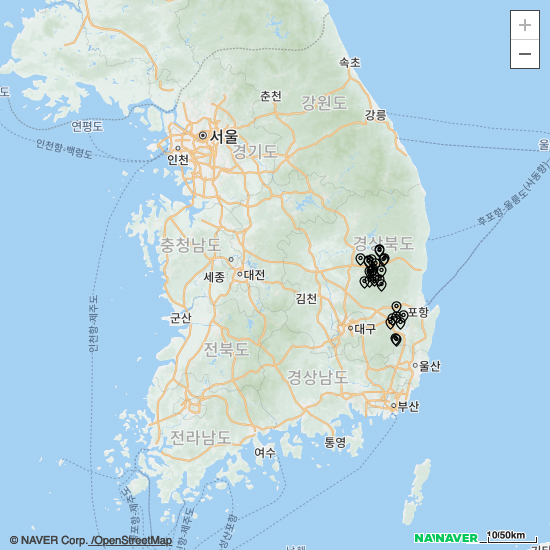 +
−
속초
춘천
강원도
강릉
도
연평도
서울
인천
경기도
인천항-백령도
울
후포항-울릉도(사동항)
충청남도
경상북도
세종
대전
김천
인천항-제주도
군산
포항
대구
전북도
경상남도
울산
부산
전라남도
여수
통영
© NAVER Corp. /OpenStreetMap
NAVER
10/50km